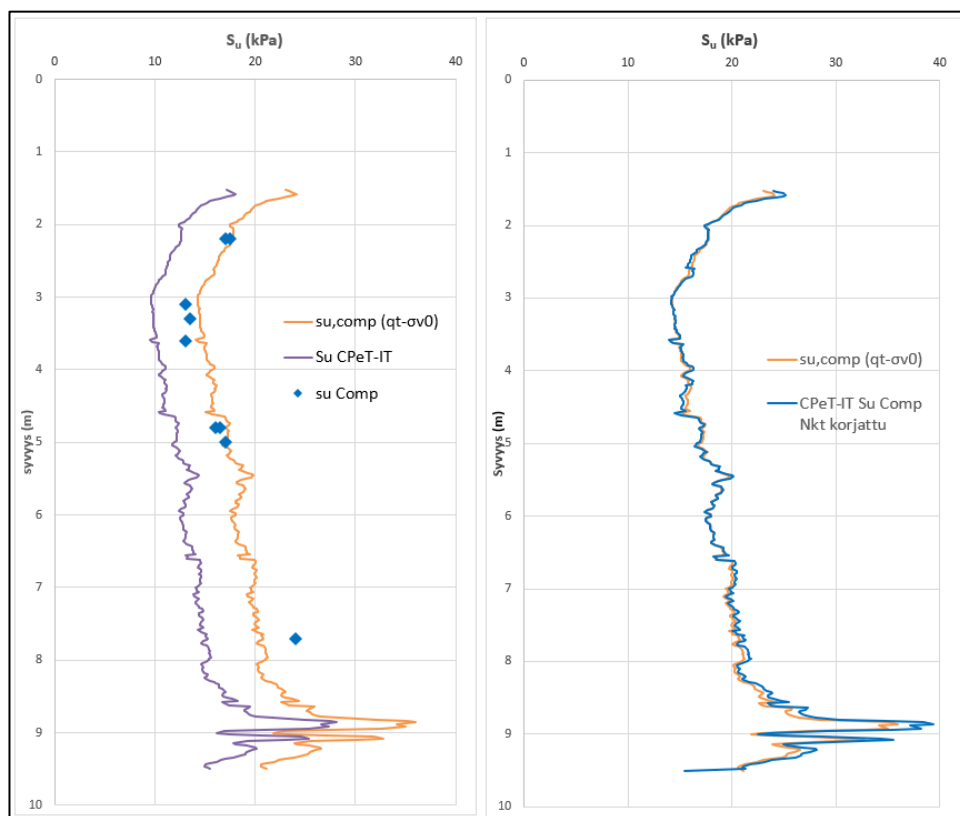 Su (kPa)
0 10 20 30 40
0
1
2
3
4
5
6
7
8
9
10
syvyys (m)
su,comp (qt-σv0)
Su CPeT-IT
su Comp
Su (kPa)
0 10 20 30 40
0
1
2
3
4
5
6
7
8
9
10
Syvyys (m)
su,comp (qt-σv0)
CPeT-IT Su Comp
Nkt korjattu